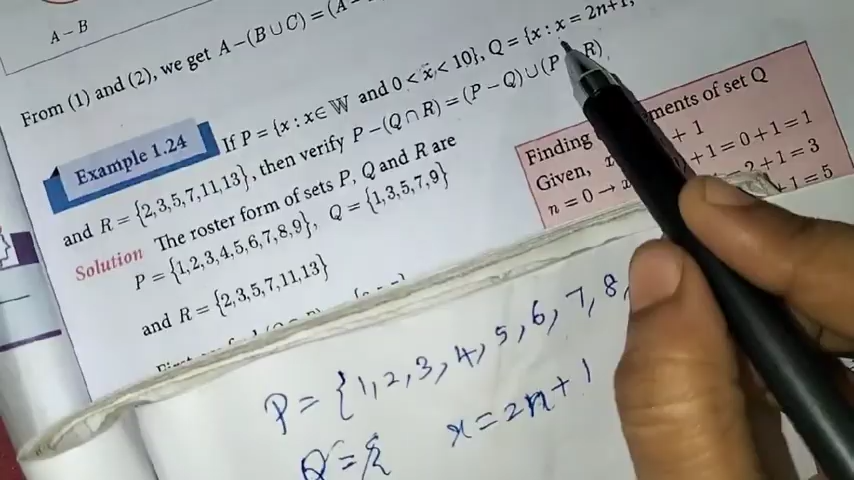 A – B
From (1) and (2), we get A–(B∪C)=(A–
Example 1.24 If P={x : x∈𝕎 and 0<x<10}, Q={x : x=2n+1,
and R={2,3,5,7,11,13}, then verify P–(Q∩R)=(P–Q)∪(P R)
Solution The roster form of sets P, Q and R are
P={1,2,3,4,5,6,7,8,9}, Q={1,3,5,7,9}
and R={2,3,5,7,11,13}
Finding ments of set Q
Given, x + 1
n = 0 → x +1=0+1=1
2+1=3
+1=5
P = {1,2,3,4,5,6,7,8,
Q = { x = 2n+1